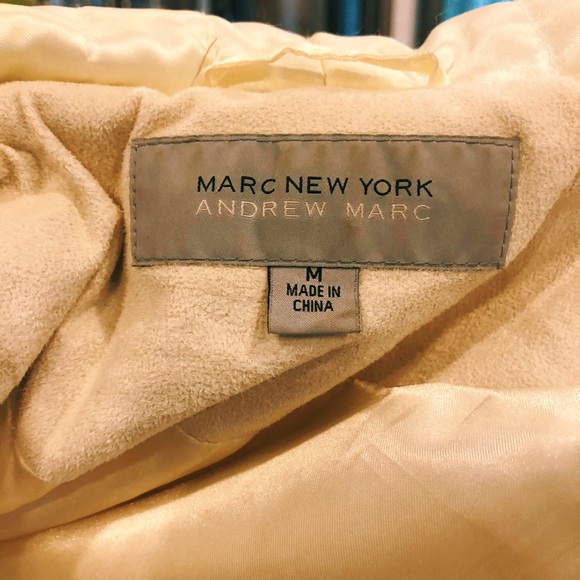 MARC NEW YORK
ANDREW MARC
M
MADE IN
CHINA